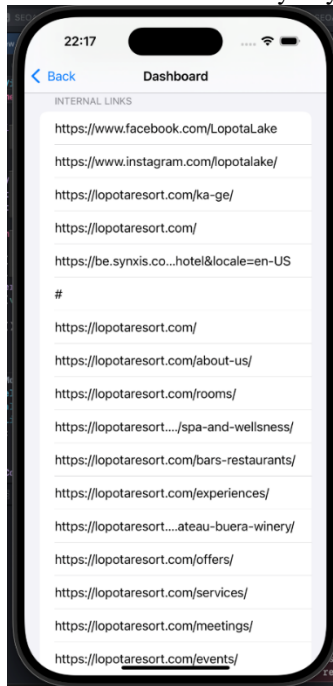 22:17
Back Dashboard
INTERNAL LINKS
https://www.facebook.com/LopotaLake
https://www.instagram.com/lopotalake/
https://lopotaresort.com/ka-ge/
https://lopotaresort.com/
https://be.synxis.co...hotel&locale=en-US
#
https://lopotaresort.com/
https://lopotaresort.com/about-us/
https://lopotaresort.com/rooms/
https://lopotaresort..../spa-and-wellsness/
https://lopotaresort.com/bars-restaurants/
https://lopotaresort.com/experiences/
https://lopotaresort....ateau-buera-winery/
https://lopotaresort.com/offers/
https://lopotaresort.com/services/
https://lopotaresort.com/meetings/
https://lopotaresort.com/events/